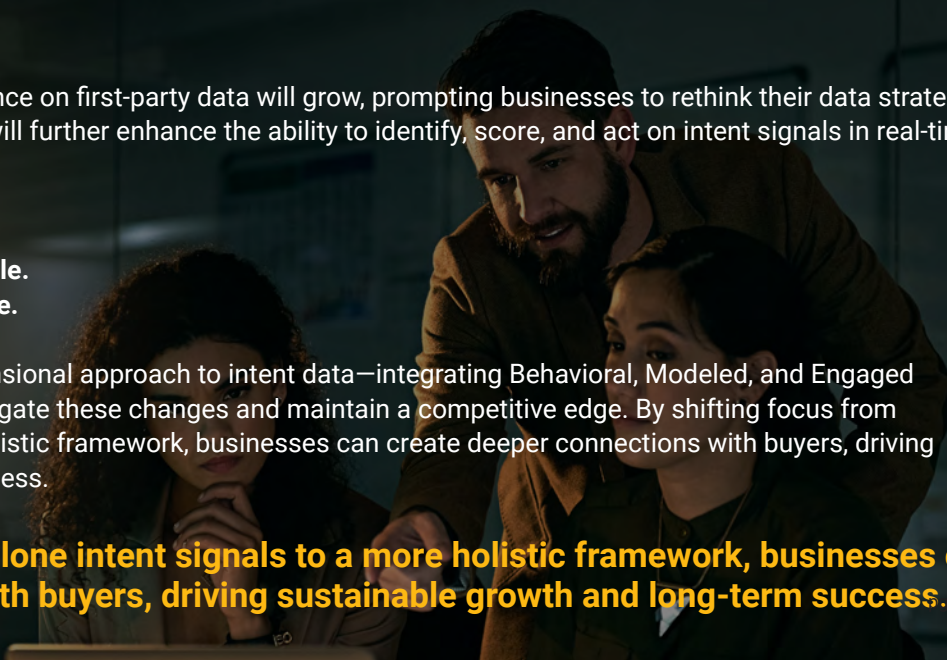 nce on first-party data will grow, prompting businesses to rethink their data strate
will further enhance the ability to identify, score, and act on intent signals in real-ti
le.
e.
nsional approach to intent data—integrating Behavioral, Modeled, and Engaged
gate these changes and maintain a competitive edge. By shifting focus from
listic framework, businesses can create deeper connections with buyers, driving
ess.
lone intent signals to a more holistic framework, businesses
th buyers, driving sustainable growth and long-term success.